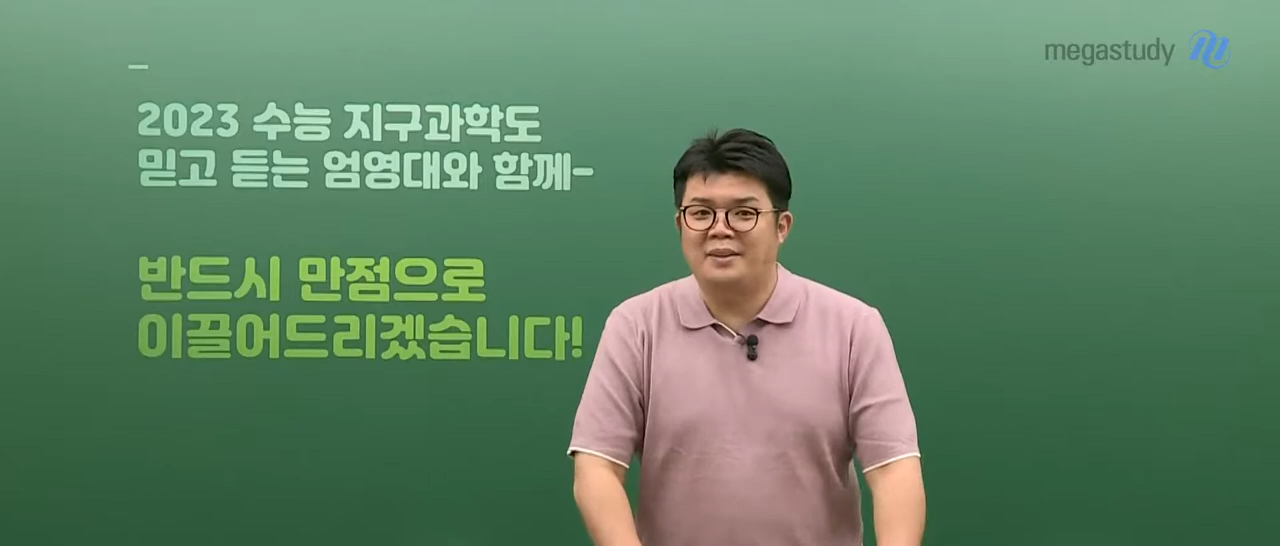 megastudy
2023 수능 지구과학도
믿고 듣는 엄영대와 함께-
반드시 만점으로
이끌어드리겠습니다!